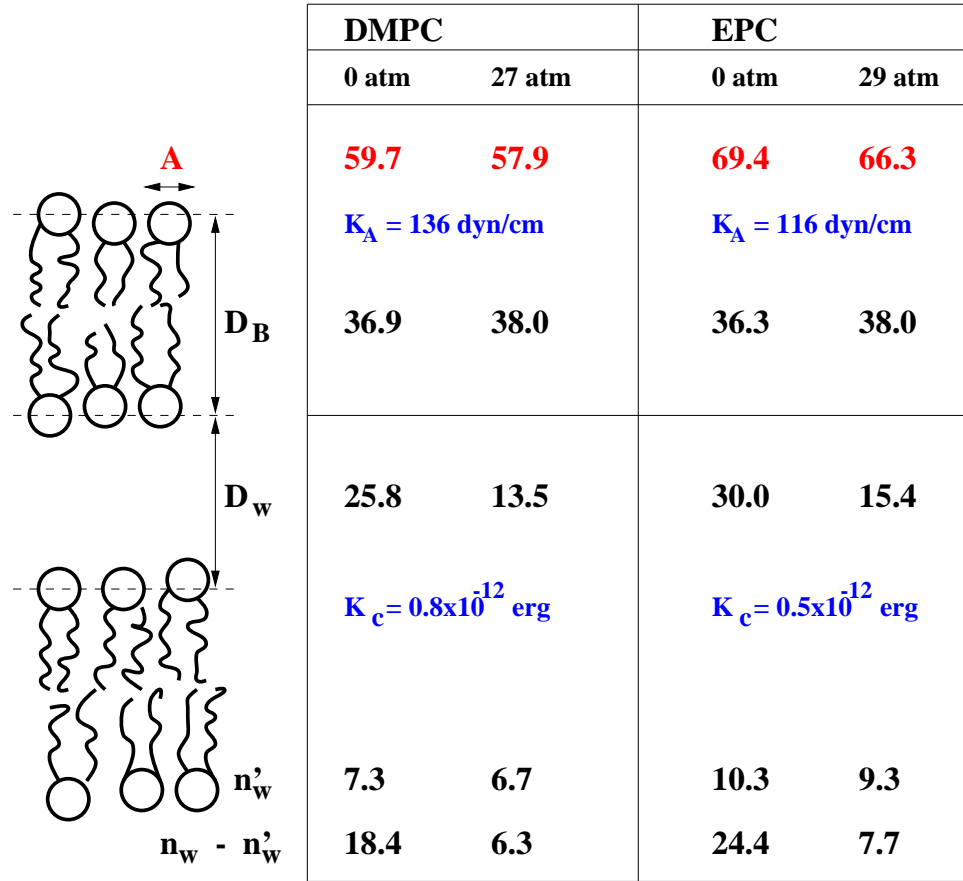 DMPC EPC
0 atm 27 atm 0 atm 29 atm
A 59.7 57.9 69.4 66.3
K_A = 136 dyn/cm K_A = 116 dyn/cm
D_B 36.9 38.0 36.3 38.0
D_w 25.8 13.5 30.0 15.4
K_c = 0.8x10^-12 erg K_c = 0.5x10^-12 erg
n'_w 7.3 6.7 10.3 9.3
n_w - n'_w 18.4 6.3 24.4 7.7